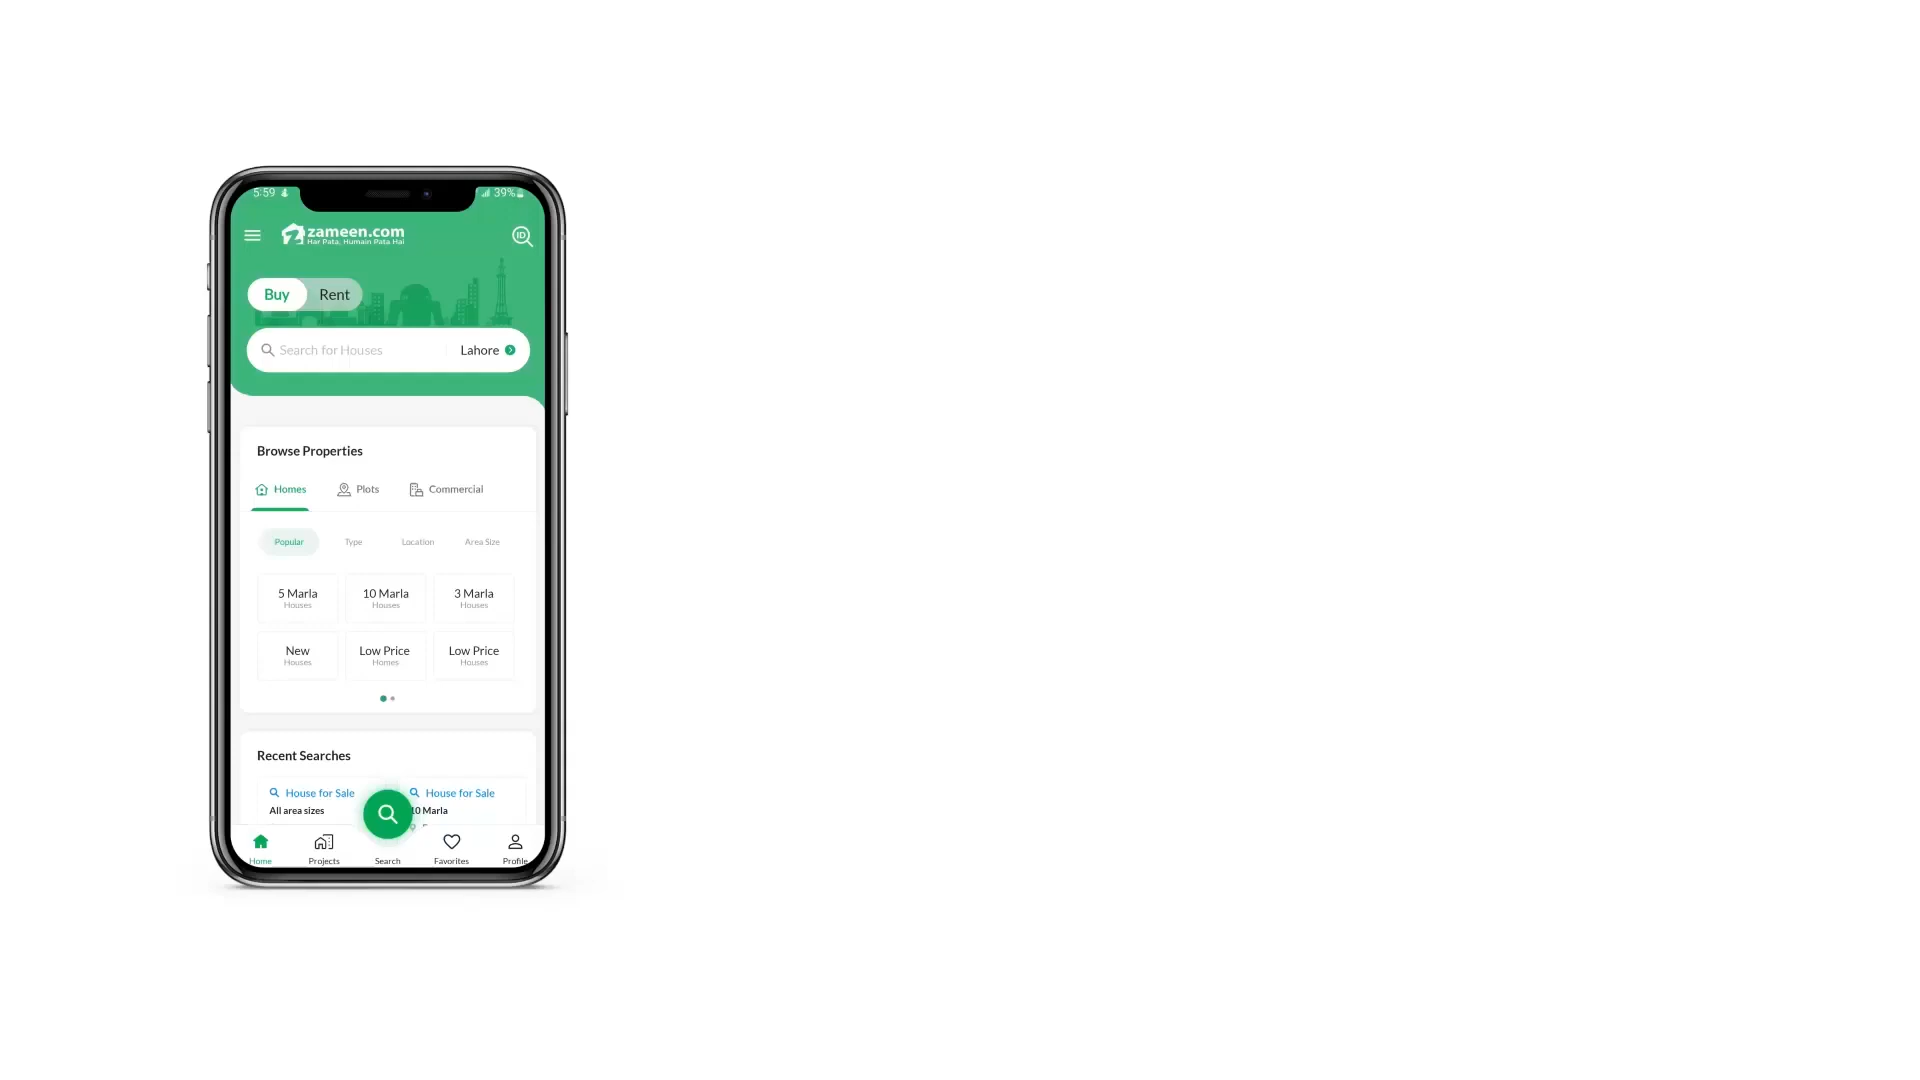 5:59
39%
zameen.com
Har Pata, Humain Pata Hai
ID
Buy Rent
Search for Houses Lahore
Browse Properties
Homes Plots Commercial
Popular Type Location Area Size
5 Marla 10 Marla 3 Marla
Houses Houses Houses
New Low Price Low Price
Houses Homes Houses
Recent Searches
House for Sale House for Sale
All area sizes 10 Marla
Home Projects Search Favorites Profile